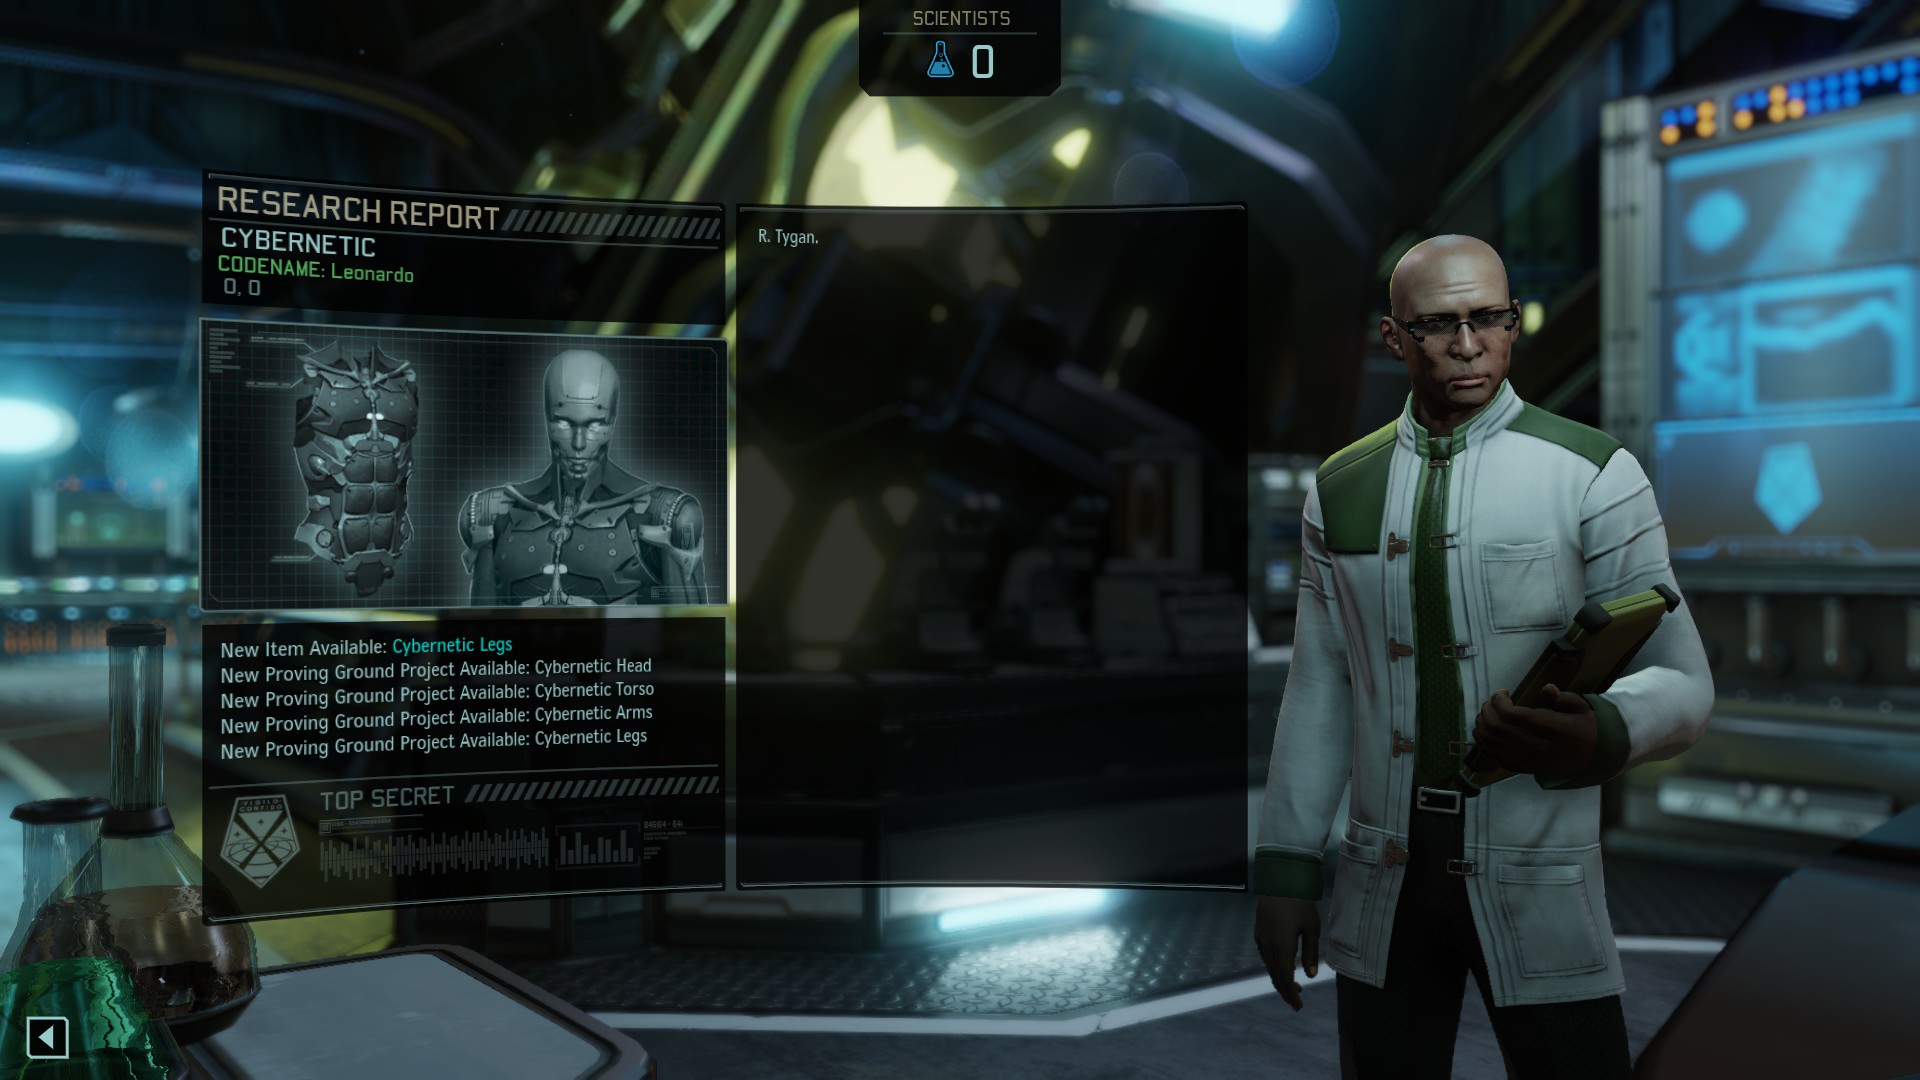 SCIENTISTS
0
RESEARCH REPORT
CYBERNETIC
CODENAME: Leonardo
0, 0
R. Tygan.
New Item Available: Cybernetic Legs
New Proving Ground Project Available: Cybernetic Head
New Proving Ground Project Available: Cybernetic Torso
New Proving Ground Project Available: Cybernetic Arms
New Proving Ground Project Available: Cybernetic Legs
TOP SECRET
VIGILO
CONFIDO